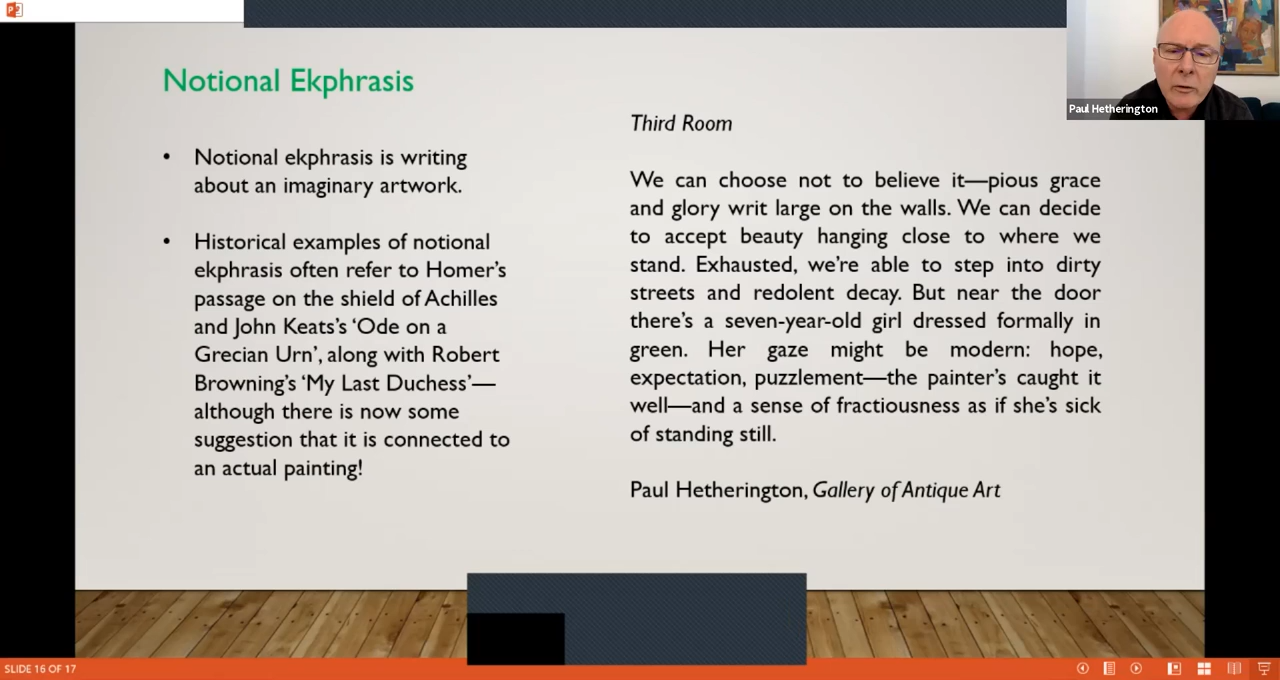 Notional Ekphrasis
• Notional ekphrasis is writing
about an imaginary artwork.
• Historical examples of notional
ekphrasis often refer to Homer’s
passage on the shield of Achilles
and John Keats’s ‘Ode on a
Grecian Urn’, along with Robert
Browning’s ‘My Last Duchess’—
although there is now some
suggestion that it is connected to
an actual painting!
Third Room
We can choose not to believe it—pious grace
and glory writ large on the walls. We can decide
to accept beauty hanging close to where we
stand. Exhausted, we’re able to step into dirty
streets and redolent decay. But near the door
there’s a seven-year-old girl dressed formally in
green. Her gaze might be modern: hope,
expectation, puzzlement—the painter’s caught it
well—and a sense of fractiousness as if she’s sick
of standing still.
Paul Hetherington, Gallery of Antique Art
Paul Hetherington
SLIDE 16 OF 17